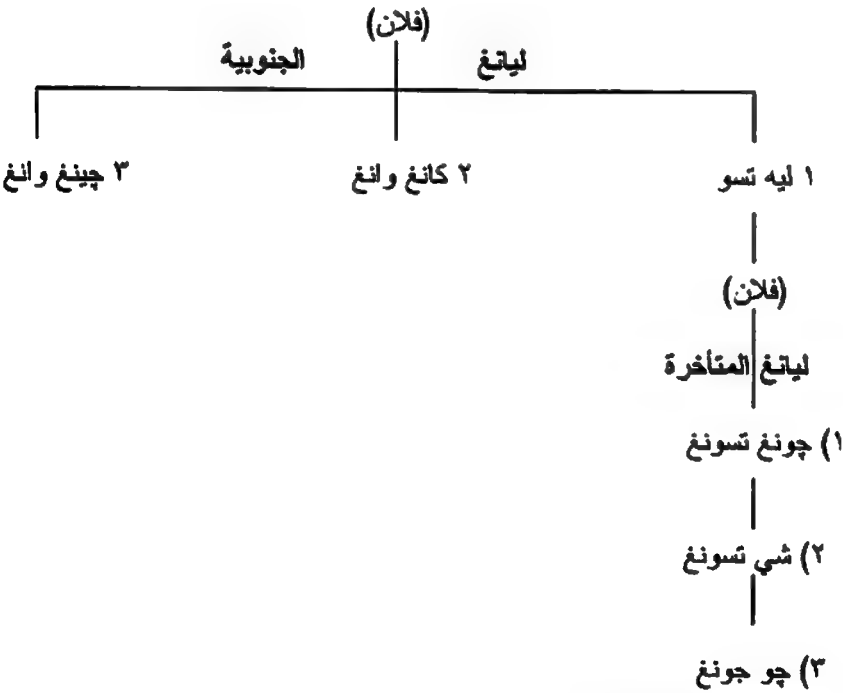 (فلان)
ليانغ الجنوبية
١ ليه تسو ٢ كانغ وانغ ٣ چينغ وانغ
(فلان)
ليانغ المتأخرة
١) چونغ تسونغ
٢) شي تسونغ
٣) چو جونغ